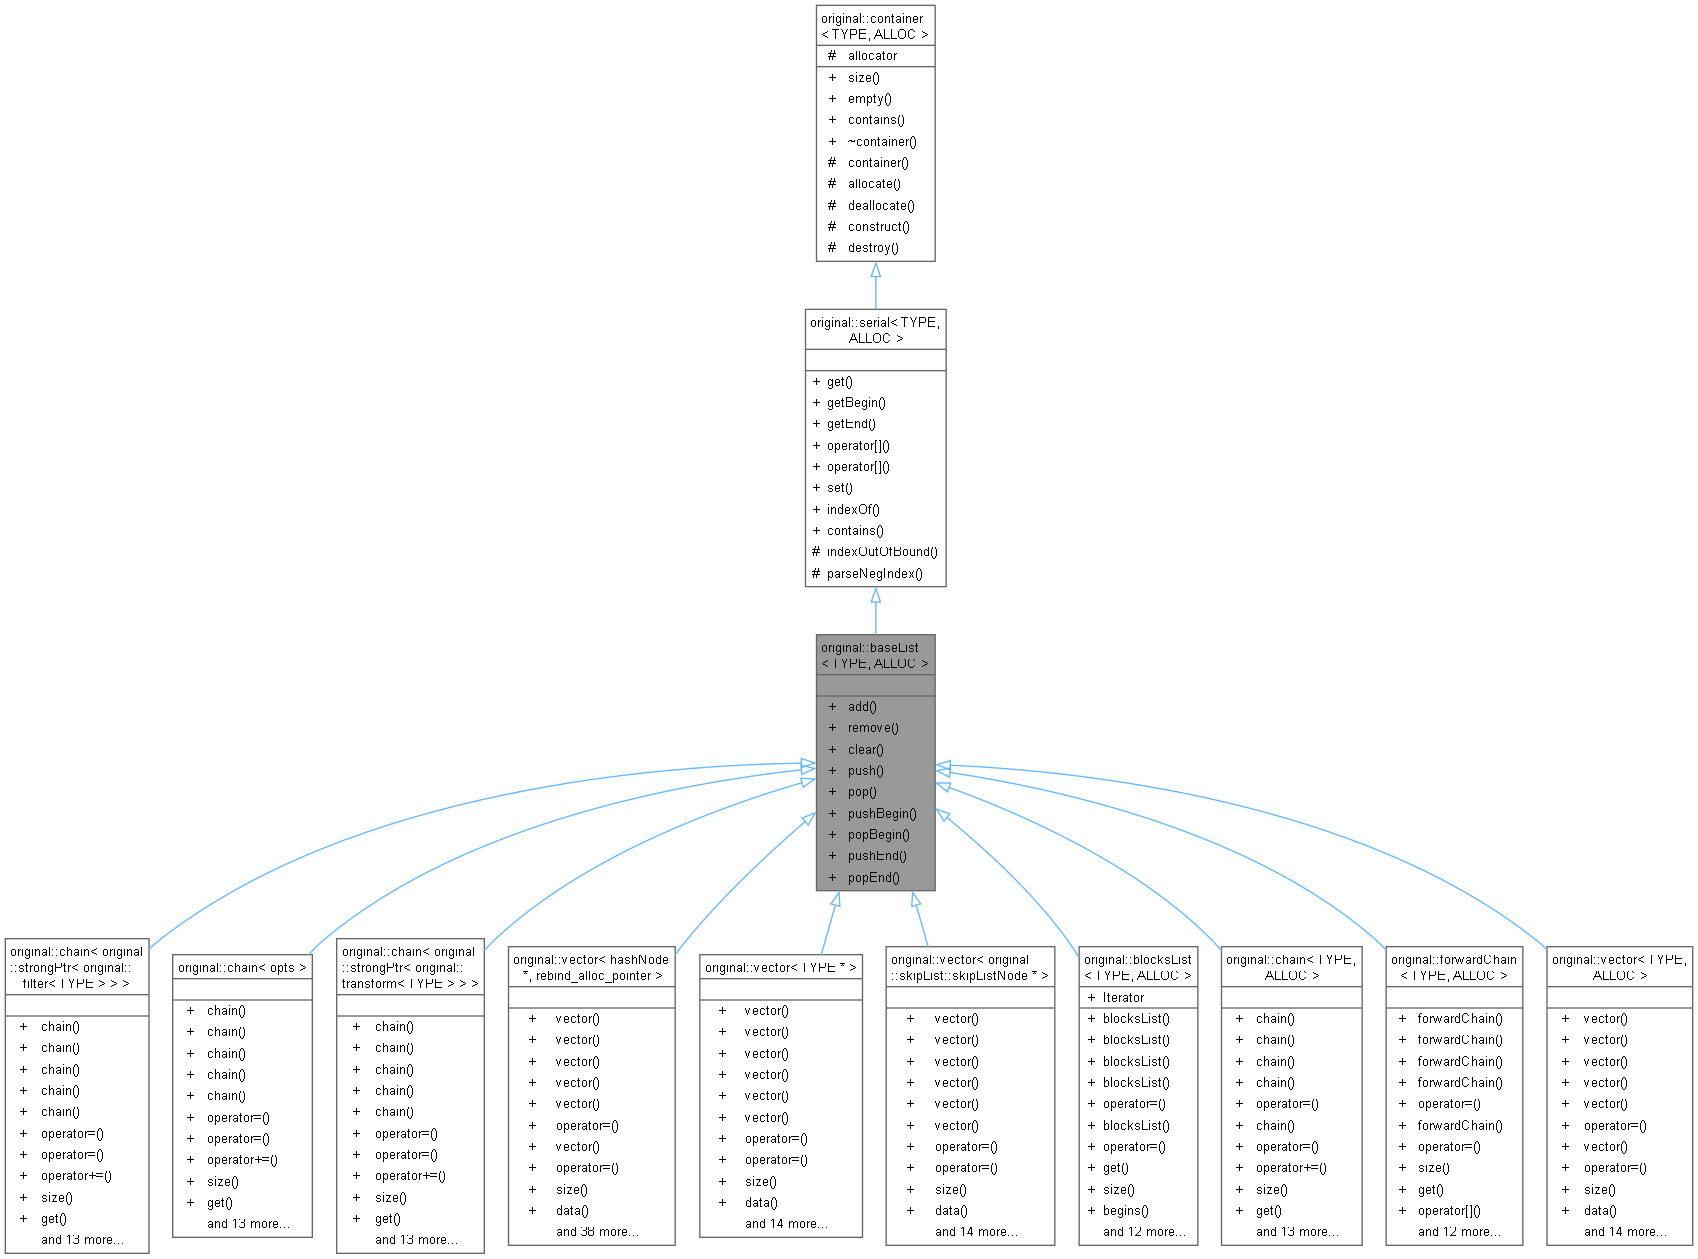 original::container
< TYPE, ALLOC >
# allocator
+ size()
+ empty()
+ contains()
+ ~container()
# container()
# allocate()
# deallocate()
# construct()
# destroy()
original::serial< TYPE,
ALLOC >
+ get()
+ getBegin()
+ getEnd()
+ operator[]()
+ operator[]()
+ set()
+ indexOf()
+ contains()
# indexOutOfBound()
# parseNegIndex()
original::baseList
< TYPE, ALLOC >
+ add()
+ remove()
+ clear()
+ push()
+ pop()
+ pushBegin()
+ popBegin()
+ pushEnd()
+ popEnd()
original::chain< original
::strongPtr< original::
filter< TYPE > > >
+ chain()
+ chain()
+ chain()
+ chain()
+ chain()
+ operator=()
+ operator=()
+ operator+=()
+ size()
+ get()
and 13 more...
original::chain< opts >
+ chain()
+ chain()
+ chain()
+ chain()
+ chain()
+ operator=()
+ operator=()
+ operator+=()
+ size()
+ get()
and 13 more...
original::chain< original
::strongPtr< original::
transform< TYPE > > >
+ chain()
+ chain()
+ chain()
+ chain()
+ chain()
+ operator=()
+ operator=()
+ operator+=()
+ size()
+ get()
and 13 more...
original::vector< hashNode
*, rebind_alloc_pointer >
+ vector()
+ vector()
+ vector()
+ vector()
+ vector()
+ operator=()
+ vector()
+ operator=()
+ size()
+ data()
and 38 more...
original::vector< TYPE * >
+ vector()
+ vector()
+ vector()
+ vector()
+ vector()
+ vector()
+ operator=()
+ operator=()
+ size()
+ data()
and 14 more...
original::vector< original
::skipList::skipListNode * >
+ vector()
+ vector()
+ vector()
+ vector()
+ vector()
+ vector()
+ operator=()
+ operator=()
+ size()
+ data()
and 14 more...
original::blocksList
< TYPE, ALLOC >
+ Iterator
+ blocksList()
+ blocksList()
+ blocksList()
+ blocksList()
+ operator=()
+ blocksList()
+ operator=()
+ get()
+ size()
+ begins()
and 12 more...
original::chain< TYPE,
ALLOC >
+ chain()
+ chain()
+ chain()
+ chain()
+ operator=()
+ chain()
+ operator=()
+ operator+=()
+ size()
+ get()
and 13 more...
original::forwardChain
< TYPE, ALLOC >
+ forwardChain()
+ forwardChain()
+ forwardChain()
+ forwardChain()
+ operator=()
+ forwardChain()
+ operator=()
+ size()
+ get()
+ operator[]()
and 12 more...
original::vector< TYPE,
ALLOC >
+ vector()
+ vector()
+ vector()
+ vector()
+ vector()
+ operator=()
+ vector()
+ operator=()
+ size()
+ data()
and 14 more...